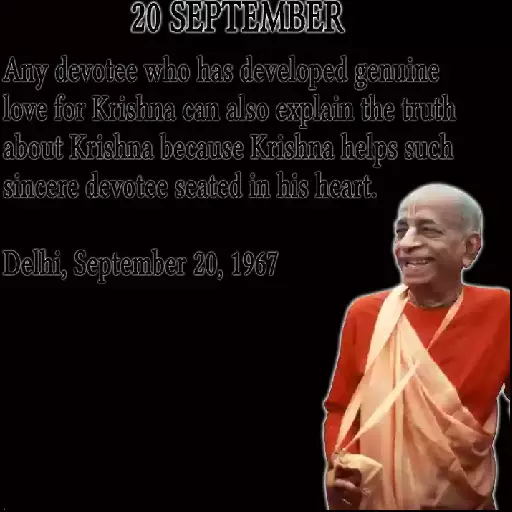 20 SEPTEMBER
Any devotee who has developed genuine
love for Krishna can also explain the truth
about Krishna because Krishna helps such
sincere devotee seated in his heart.
Delhi, September 20, 1967